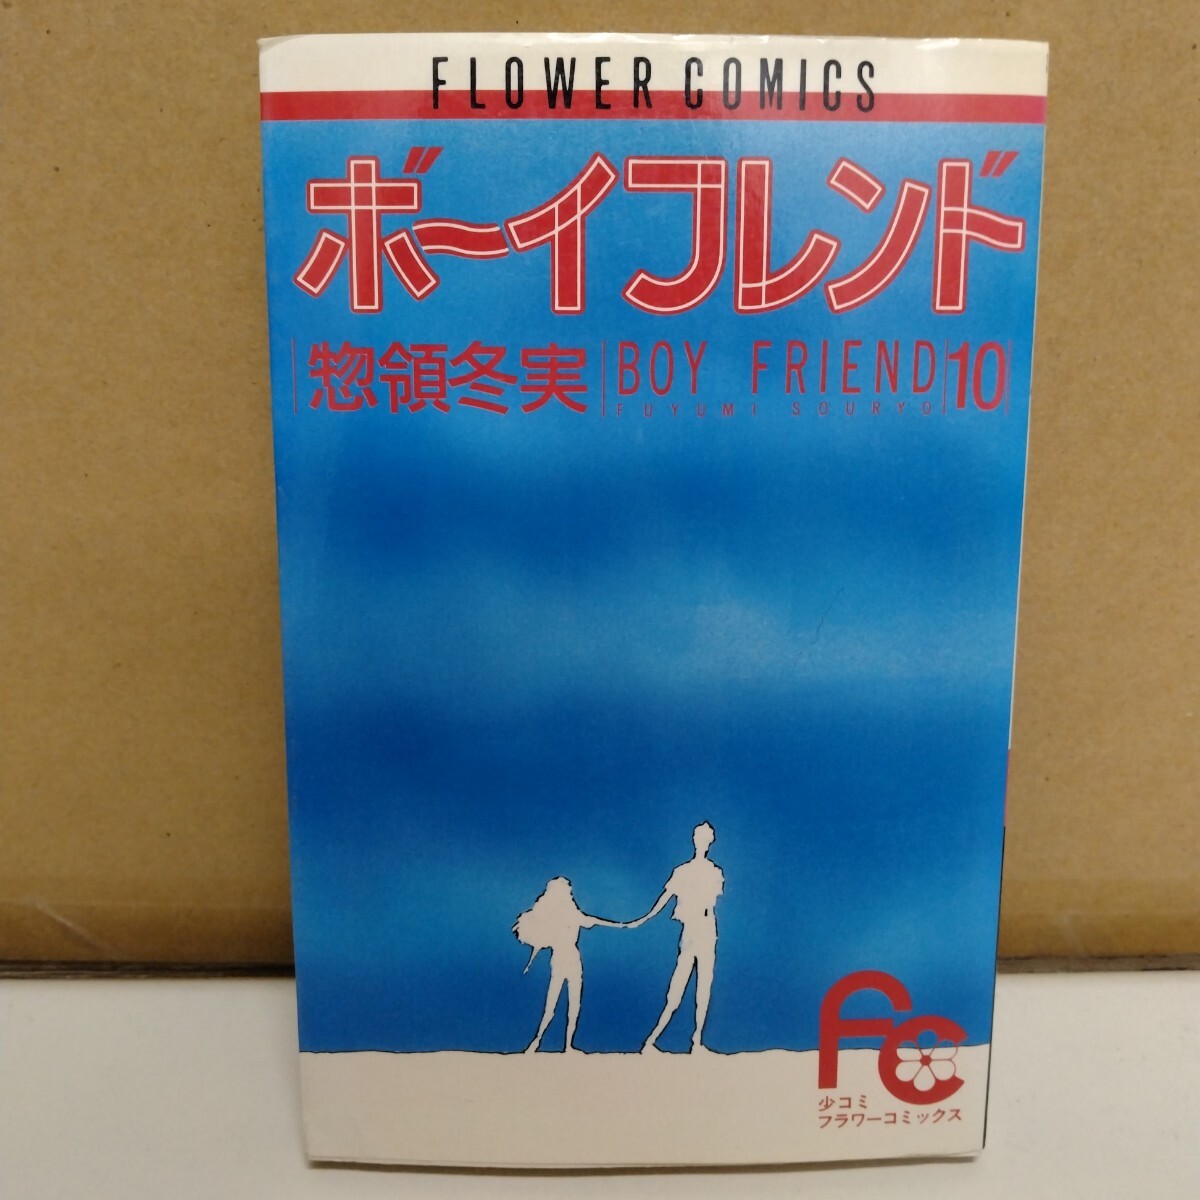 FLOWER COMICS
ボーイフレンド
惣領冬実 BOY FRIEND 10
FUYUMI SOURYO
FC
少コミ
フラワーコミックス